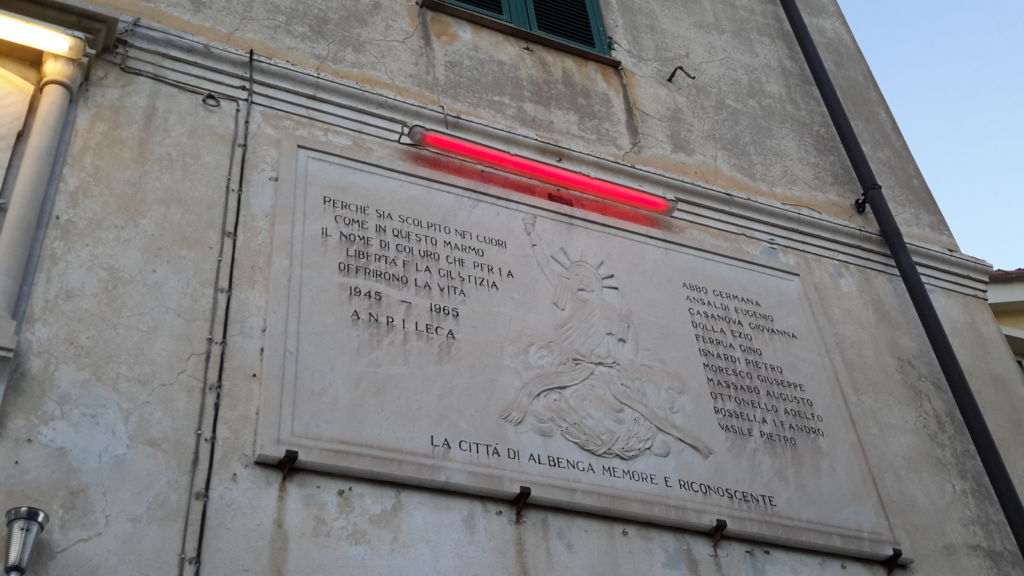 PERCHÈ SIA SCOLPITO NEI CUORI
COME IN QUESTO MARMO
IL NOME DI COLORO CHE PER LA
LIBERTÀ E LA GIUSTIZIA
OFFRIRONO LA VITA
1945 - 7 - 1965
A N P I LECA
ABBO GERMANA
ANSALDI EUGENIO
CASANOVA GIOVANNA
DOLLA EZIO
FERRUA GINO
ISNARDI PIETRO
MORESCO GIUSEPPE
MASSABÒ AUGUSTO
OTTONELLO ADELFO
ROSSELLA LEANDRO
VASILE PIETRO
LA CITTÀ DI ALBENGA MEMORE E RICONOSCENTE